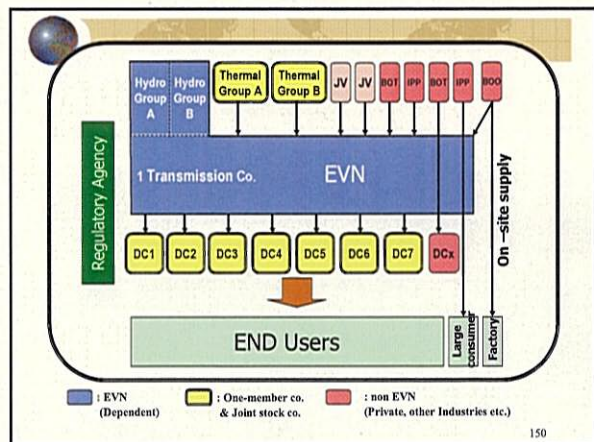 Regulatory Agency
Hydro
Group
A
Hydro
Group
B
Thermal
Group A
Thermal
Group B
JV
JV
BOT
IPP
BOT
IPP
BOO
1 Transmission Co.
EVN
On –site supply
DC1
DC2
DC3
DC4
DC5
DC6
DC7
DCx
END Users
Large
consumer
Factory
: EVN
(Dependent)
: One-member co.
& Joint stock co.
: non EVN
(Private, other Industries etc.)
150